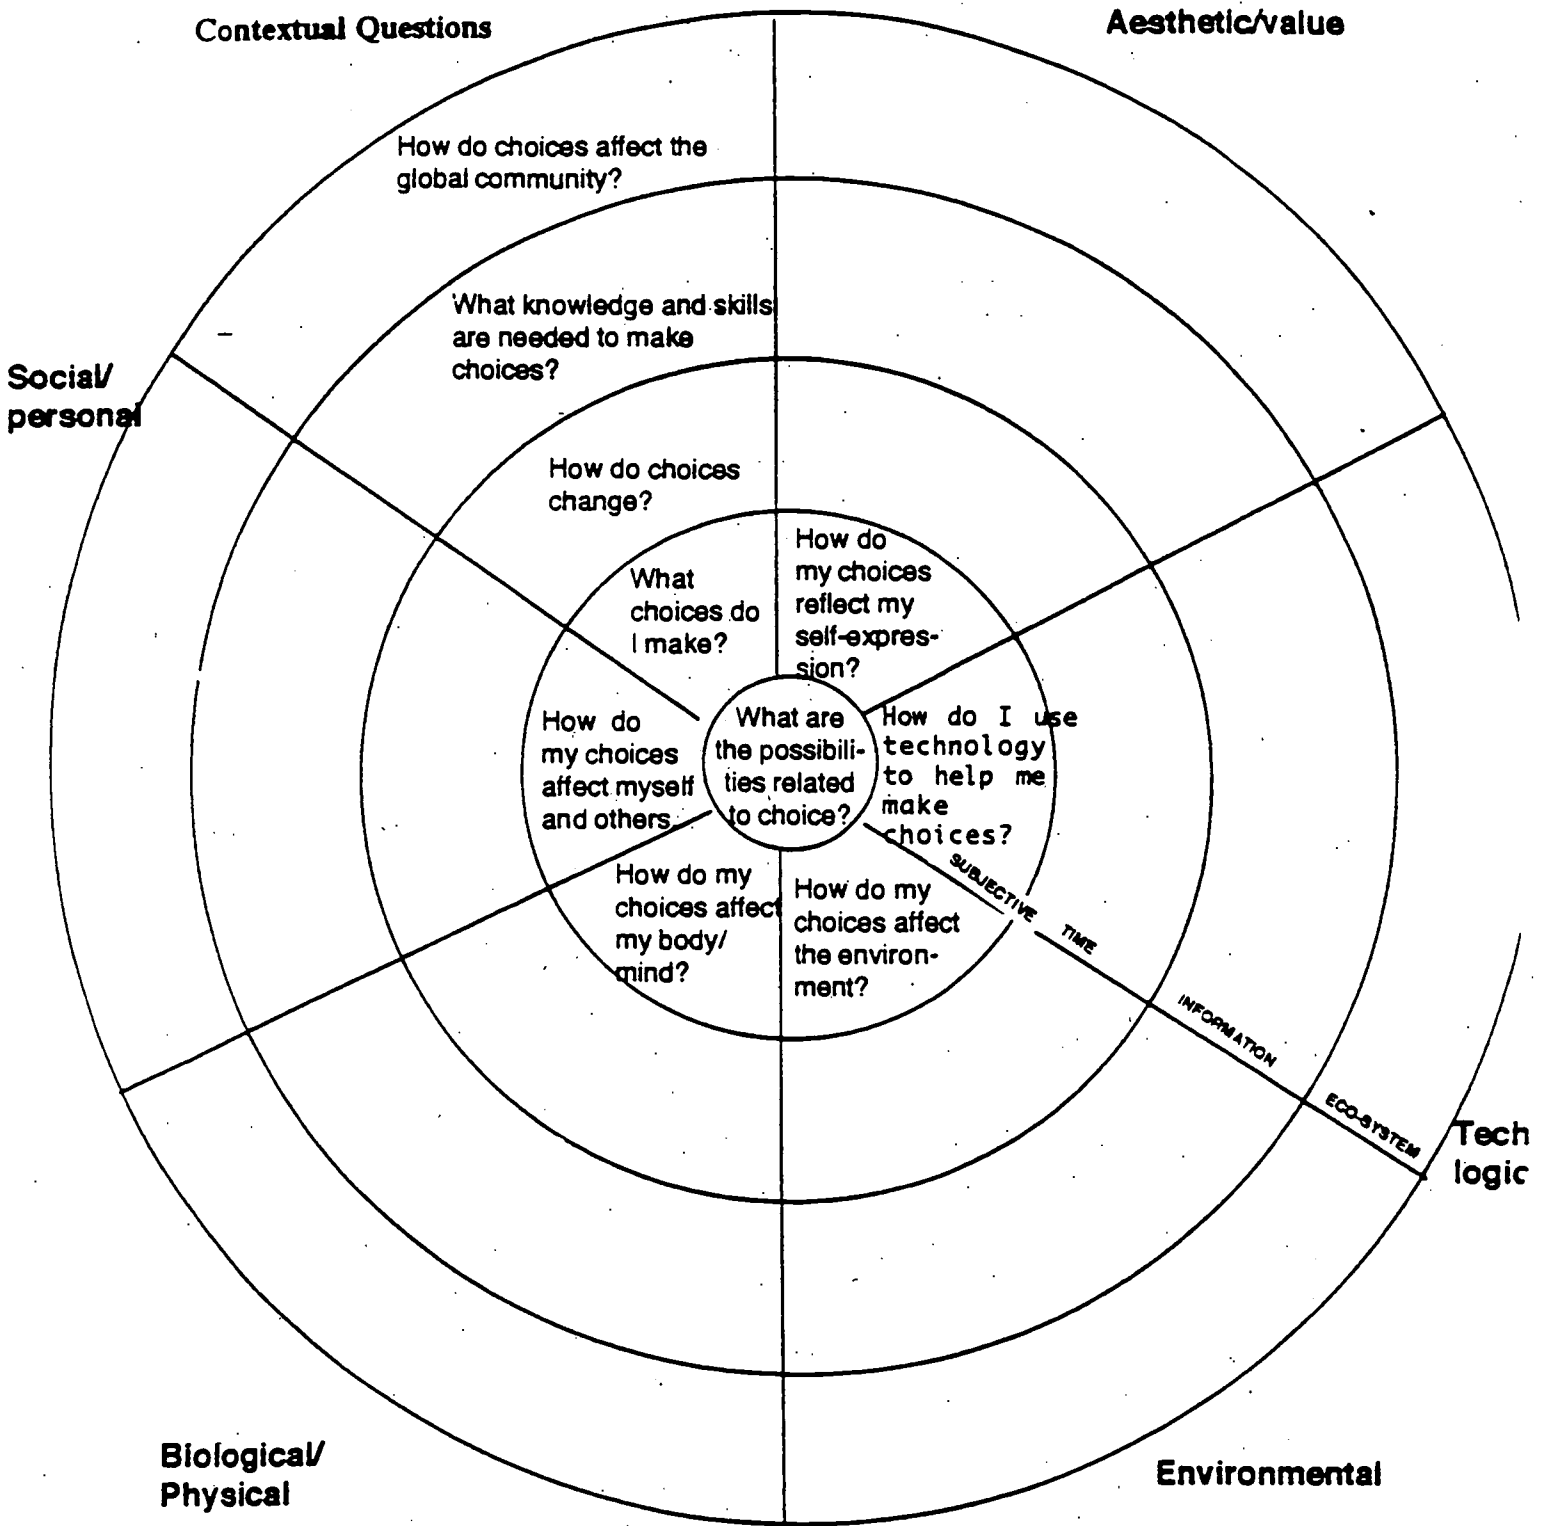 Contextual Questions
Aesthetic/value
How do choices affect the
global community?
What knowledge and skills
are needed to make
choices?
Social/
personal
How do choices
change?
What
choices do
I make?
How do
my choices
reflect my
self-expres-
sion?
How do
my choices
affect myself
and others
What are
the possibili-
ties related
to choice?
How do I use
technology
to help me
make
choices?
How do my
choices affect
my body/
mind?
How do my
choices affect
the environ-
ment?
SUBJECTIVE
TIME
INFORMATION
ECO-SYSTEM
Tech
logic
Biological/
Physical
Environmental